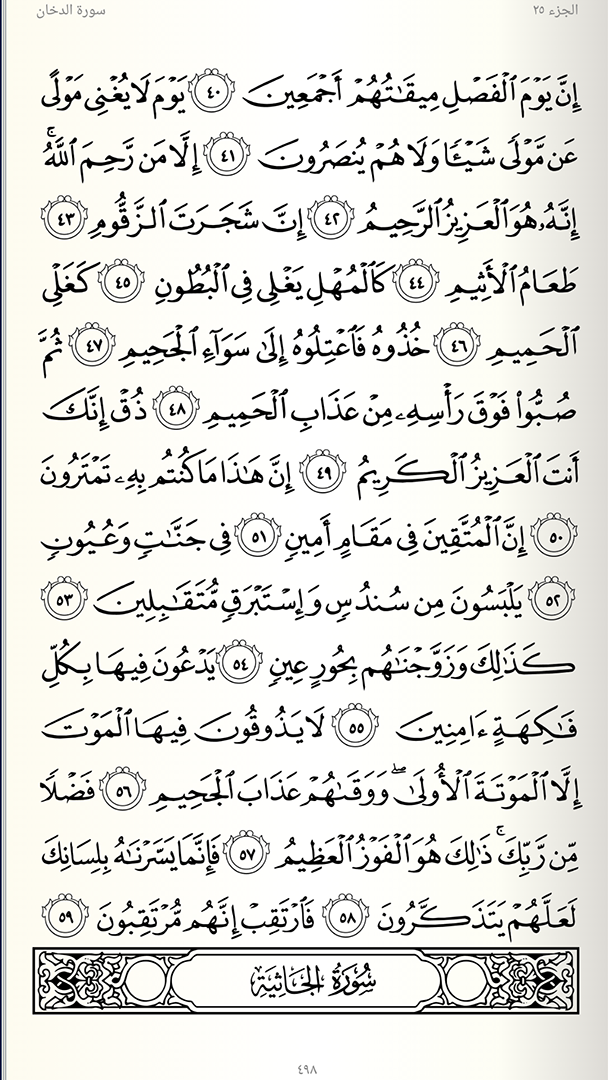 الجزء ٢٥
سورة الدخان
إِنَّ يَوْمَ ٱلْفَصْلِ مِيقَـٰتُهُمْ أَجْمَعِينَ ٤٠ يَوْمَ لَا يُغْنِى مَوْلًى
عَن مَّوْلًى شَيْـًٔا وَلَا هُمْ يُنصَرُونَ ٤١ إِلَّا مَن رَّحِمَ ٱللَّهُ ۚ
إِنَّهُۥ هُوَ ٱلْعَزِيزُ ٱلرَّحِيمُ ٤٢ إِنَّ شَجَرَتَ ٱلزَّقُّومِ ٤٣
طَعَامُ ٱلْأَثِيمِ ٤٤ كَٱلْمُهْلِ يَغْلِى فِى ٱلْبُطُونِ ٤٥ كَغَلْىِ
ٱلْحَمِيمِ ٤٦ خُذُوهُ فَٱعْتِلُوهُ إِلَىٰ سَوَآءِ ٱلْجَحِيمِ ٤٧ ثُمَّ
صُبُّوا۟ فَوْقَ رَأْسِهِۦ مِنْ عَذَابِ ٱلْحَمِيمِ ٤٨ ذُقْ إِنَّكَ
أَنتَ ٱلْعَزِيزُ ٱلْكَرِيمُ ٤٩ إِنَّ هَـٰذَا مَا كُنتُم بِهِۦ تَمْتَرُونَ
٥٠ إِنَّ ٱلْمُتَّقِينَ فِى مَقَامٍ أَمِينٍ ٥١ فِى جَنَّـٰتٍ وَعُيُونٍ
٥٢ يَلْبَسُونَ مِن سُندُسٍ وَإِسْتَبْرَقٍ مُّتَقَـٰبِلِينَ ٥٣
كَذَٰلِكَ وَزَوَّجْنَـٰهُم بِحُورٍ عِينٍ ٥٤ يَدْعُونَ فِيهَا بِكُلِّ
فَـٰكِهَةٍ ءَامِنِينَ ٥٥ لَا يَذُوقُونَ فِيهَا ٱلْمَوْتَ
إِلَّا ٱلْمَوْتَةَ ٱلْأُولَىٰ ۖ وَوَقَىٰهُمْ عَذَابَ ٱلْجَحِيمِ ٥٦ فَضْلًا
مِّن رَّبِّكَ ۚ ذَٰلِكَ هُوَ ٱلْفَوْزُ ٱلْعَظِيمُ ٥٧ فَإِنَّمَا يَسَّرْنَـٰهُ بِلِسَانِكَ
لَعَلَّهُمْ يَتَذَكَّرُونَ ٥٨ فَٱرْتَقِبْ إِنَّهُم مُّرْتَقِبُونَ ٥٩
سُورَةُ الجَاثِيَةِ
٤٩٨